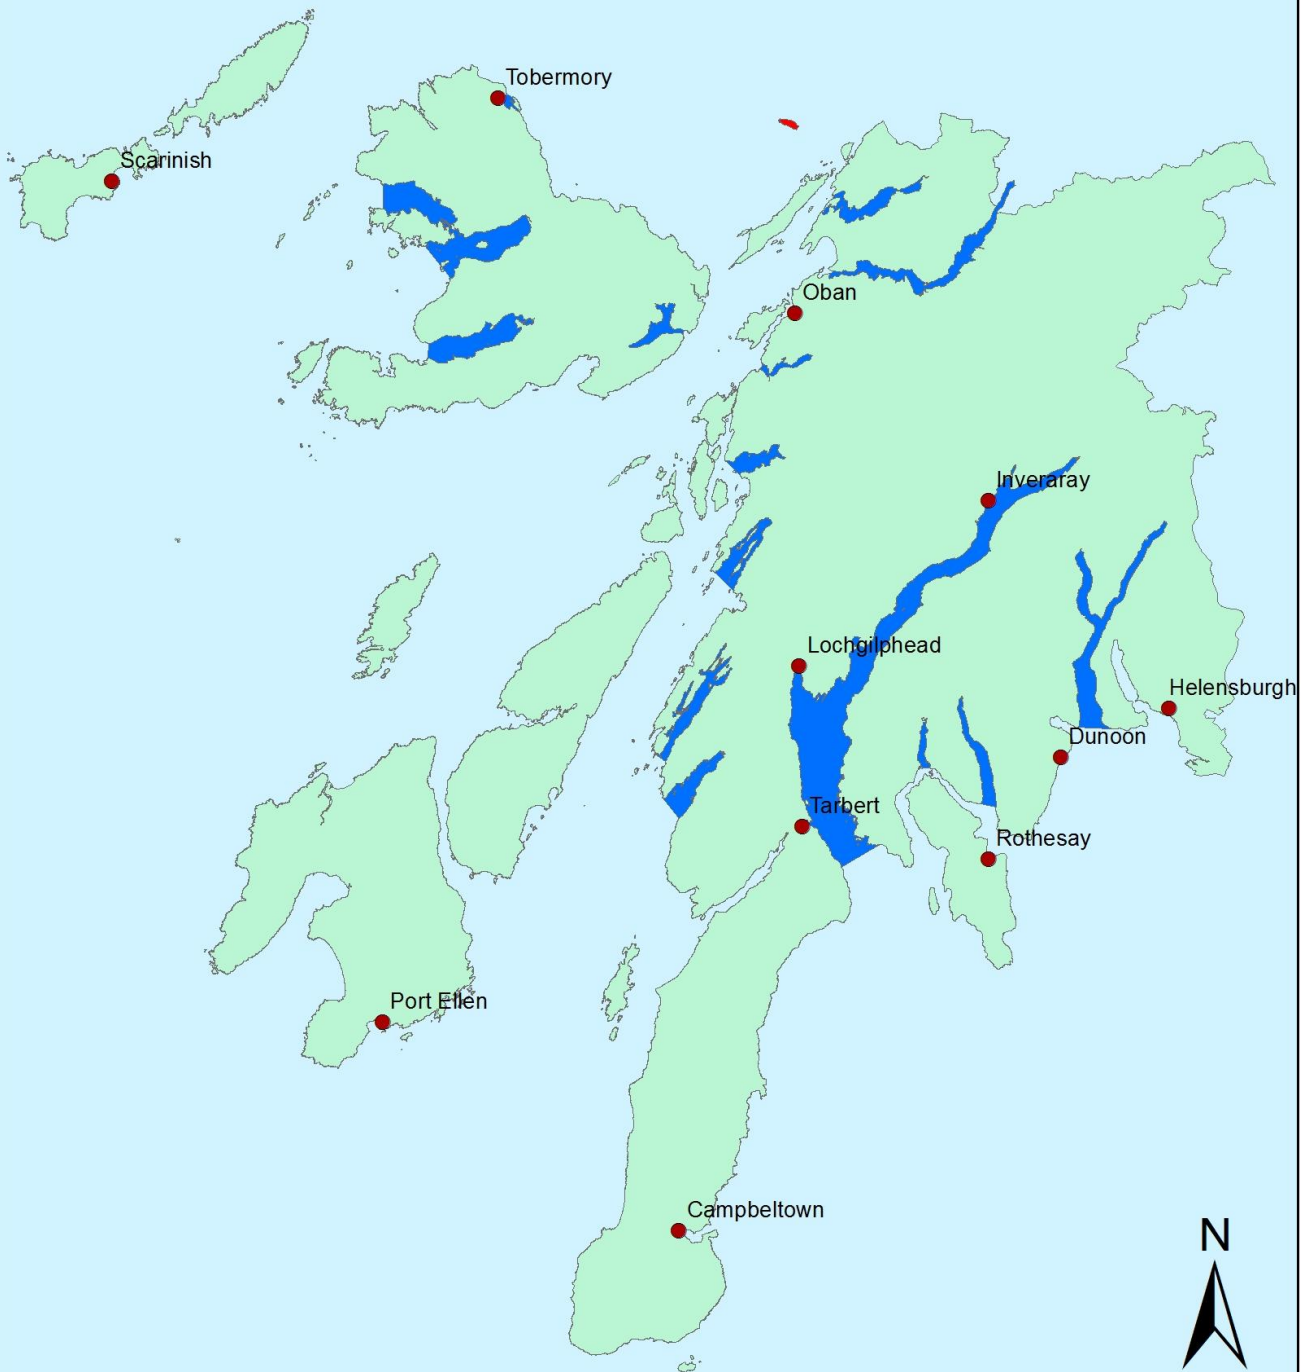 Tobermory
Scarinish
Oban
Inveraray
Lochgilphead
Helensburgh
Dunoon
Tarbert
Rothesay
Port Ellen
Campbeltown
N